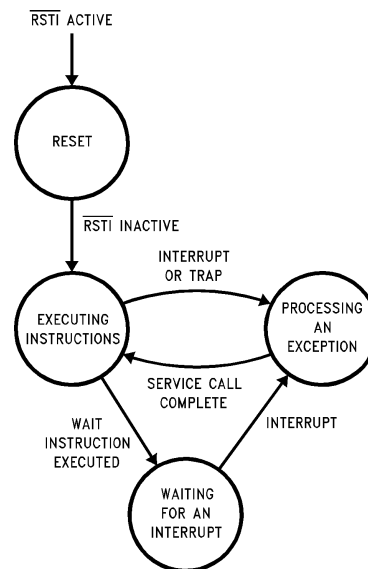 RSTI ACTIVE
RESET
RSTI INACTIVE
INTERRUPT
OR TRAP
EXECUTING
INSTRUCTIONS
PROCESSING
AN
EXCEPTION
SERVICE CALL
COMPLETE
WAIT
INSTRUCTION
EXECUTED
INTERRUPT
WAITING
FOR AN
INTERRUPT